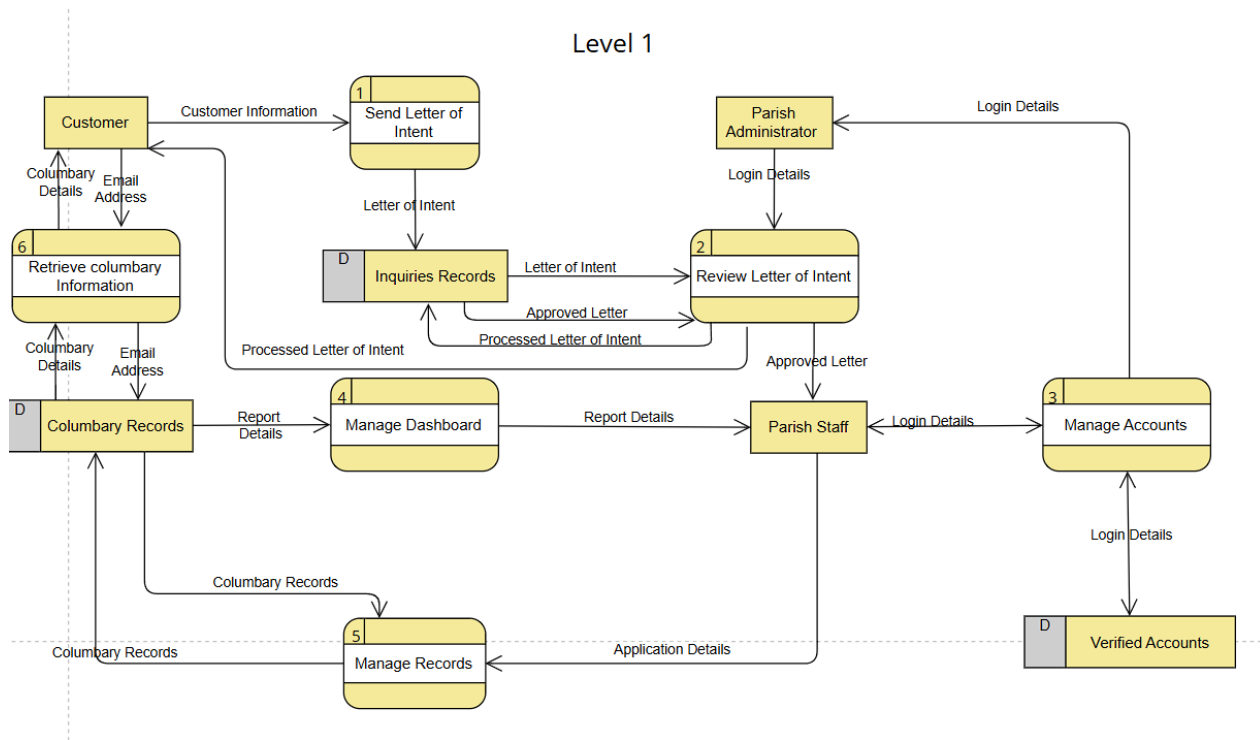 Level 1
Customer
Customer Information
1
Send Letter of
Intent
Parish
Administrator
Login Details
Columbary
Details
Email
Address
Letter of Intent
Login Details
6
Retrieve columbary
Information
D
Inquiries Records
Letter of Intent
2
Review Letter of Intent
Approved Letter
Processed Letter of Intent
Processed Letter of Intent
Columbary
Details
Email
Address
Approved Letter
D
Columbary Records
Report
Details
4
Manage Dashboard
Report Details
Parish Staff
Login Details
3
Manage Accounts
Login Details
Columbary Records
D
Verified Accounts
Columbary Records
5
Manage Records
Application Details